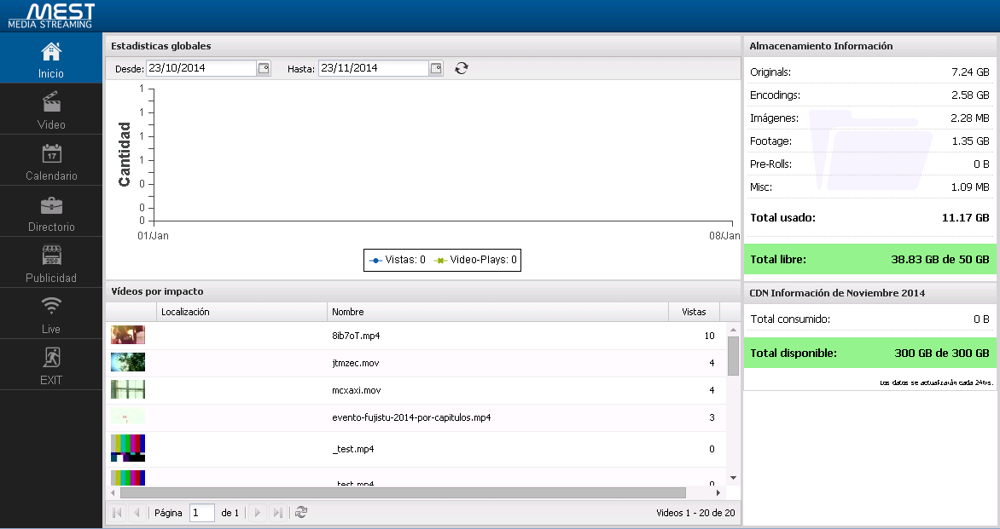 MEST
MEDIA STREAMING
Inicio
Video
17
Calendario
Directorio
25¢
Publicidad
Live
EXIT
Estadisticas globales
Desde: 23/10/2014
Hasta: 23/11/2014
Cantidad
1
1
1
1
0
0
0
01/Jan
08/Jan
Vistas: 0
Video-Plays: 0
Vídeos por impacto
Localización Nombre Vistas
8ib7oT.mp4 10
jtmzec.mov 4
mcxaxi.mov 4
evento-fujistu-2014-por-capitulos.mp4 3
_test.mp4 0
_test.mp4 0
Página 1 de 1
Videos 1 - 20 de 20
Almacenamiento Información
Originals: 7.24 GB
Encodings: 2.58 GB
Imágenes: 2.28 MB
Footage: 1.35 GB
Pre-Rolls: 0 B
Misc: 1.09 MB
Total usado: 11.17 GB
Total libre: 38.83 GB de 50 GB
CDN Información de Noviembre 2014
Total consumido: 0 B
Total disponible: 300 GB de 300 GB
Los datos se actualizarán cada 24hrs.